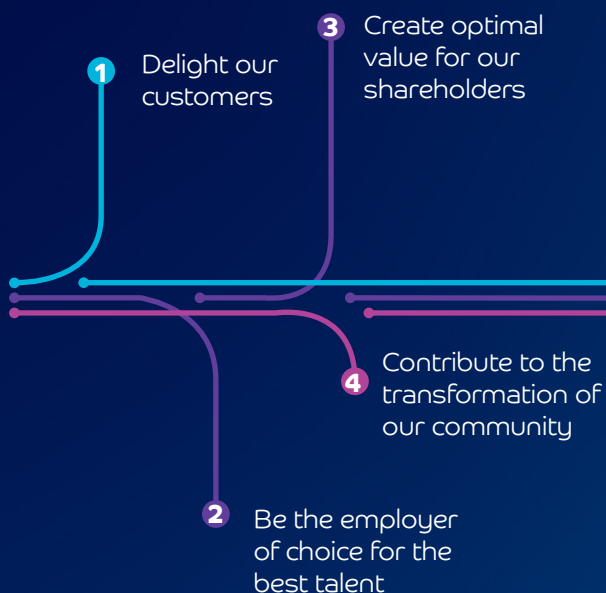 1
Delight our
customers
2
Be the employer
of choice for the
best talent
3
Create optimal
value for our
shareholders
4
Contribute to the
transformation of
our community